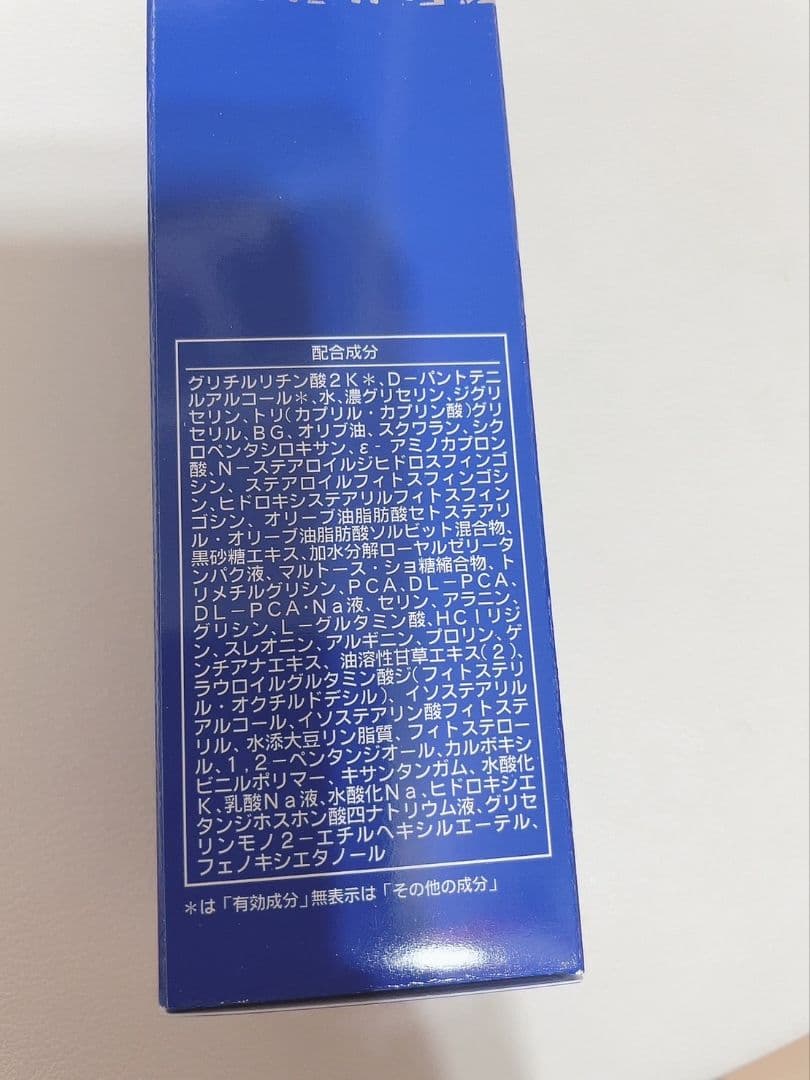 配合成分
グリチルリチン酸2K＊、D－パントテニ
ルアルコール＊、水、濃グリセリン、ジグリ
セリン、トリ(カプリル・カプリン酸)グリ
セリル、BG、オリブ油、スクワラン、シク
ロペンタシロキサン、ε-アミノカプロン
酸、N－ステアロイルジヒドロスフィンゴ
シン、ステアロイルフィトスフィンゴシ
ン、ヒドロキシステアリルフィトスフィン
ゴシン、オリーブ油脂肪酸セトステアリ
ル・オリーブ油脂肪酸ソルビット混合物、
黒砂糖エキス、加水分解ローヤルゼリータ
ンパク液、マルトース・ショ糖縮合物、ト
リメチルグリシン、PCA、DL－PCA、
DL－PCA・Na液、セリン、アラニン、
グリシン、L－グルタミン酸、HClリジ
ン、スレオニン、アルギニン、プロリン、ゲ
ンチアナエキス、油溶性甘草エキス(2)、
ラウロイルグルタミン酸ジ(フィトステリ
ル・オクチルドデシル)、イソステアリル
アルコール、イソステアリン酸フィトステ
リル、水添大豆リン脂質、フィトステロー
ル、1,2－ペンタンジオール、カルボキシ
ビニルポリマー、キサンタンガム、水酸化
K、乳酸Na液、水酸化Na、ヒドロキシエ
タンジホスホン酸四ナトリウム液、グリセ
リンモノ2－エチルヘキシルエーテル、
フェノキシエタノール
＊は「有効成分」無表示は「その他の成分」